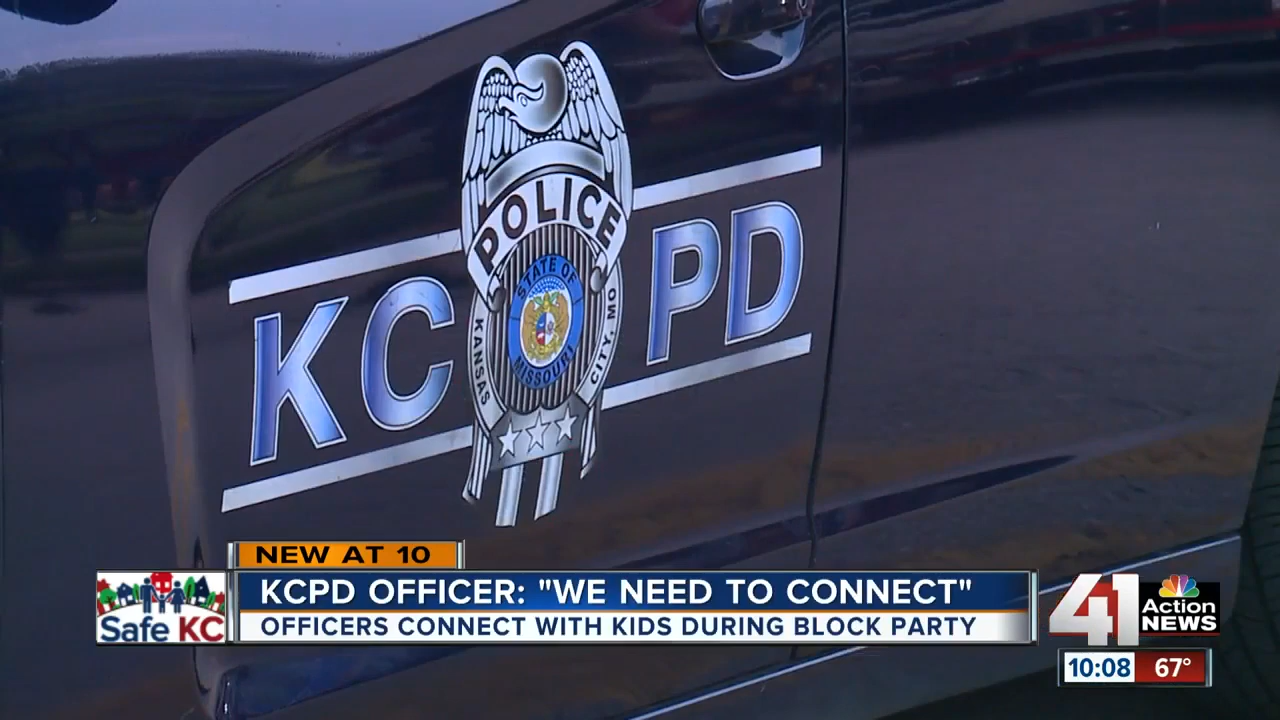 POLICE
KC PD
STATE OF
MISSOURI
KANSAS CITY, MO
NEW AT 10
Safe KC
KCPD OFFICER: "WE NEED TO CONNECT"
OFFICERS CONNECT WITH KIDS DURING BLOCK PARTY
41 Action
NEWS
10:08 67°